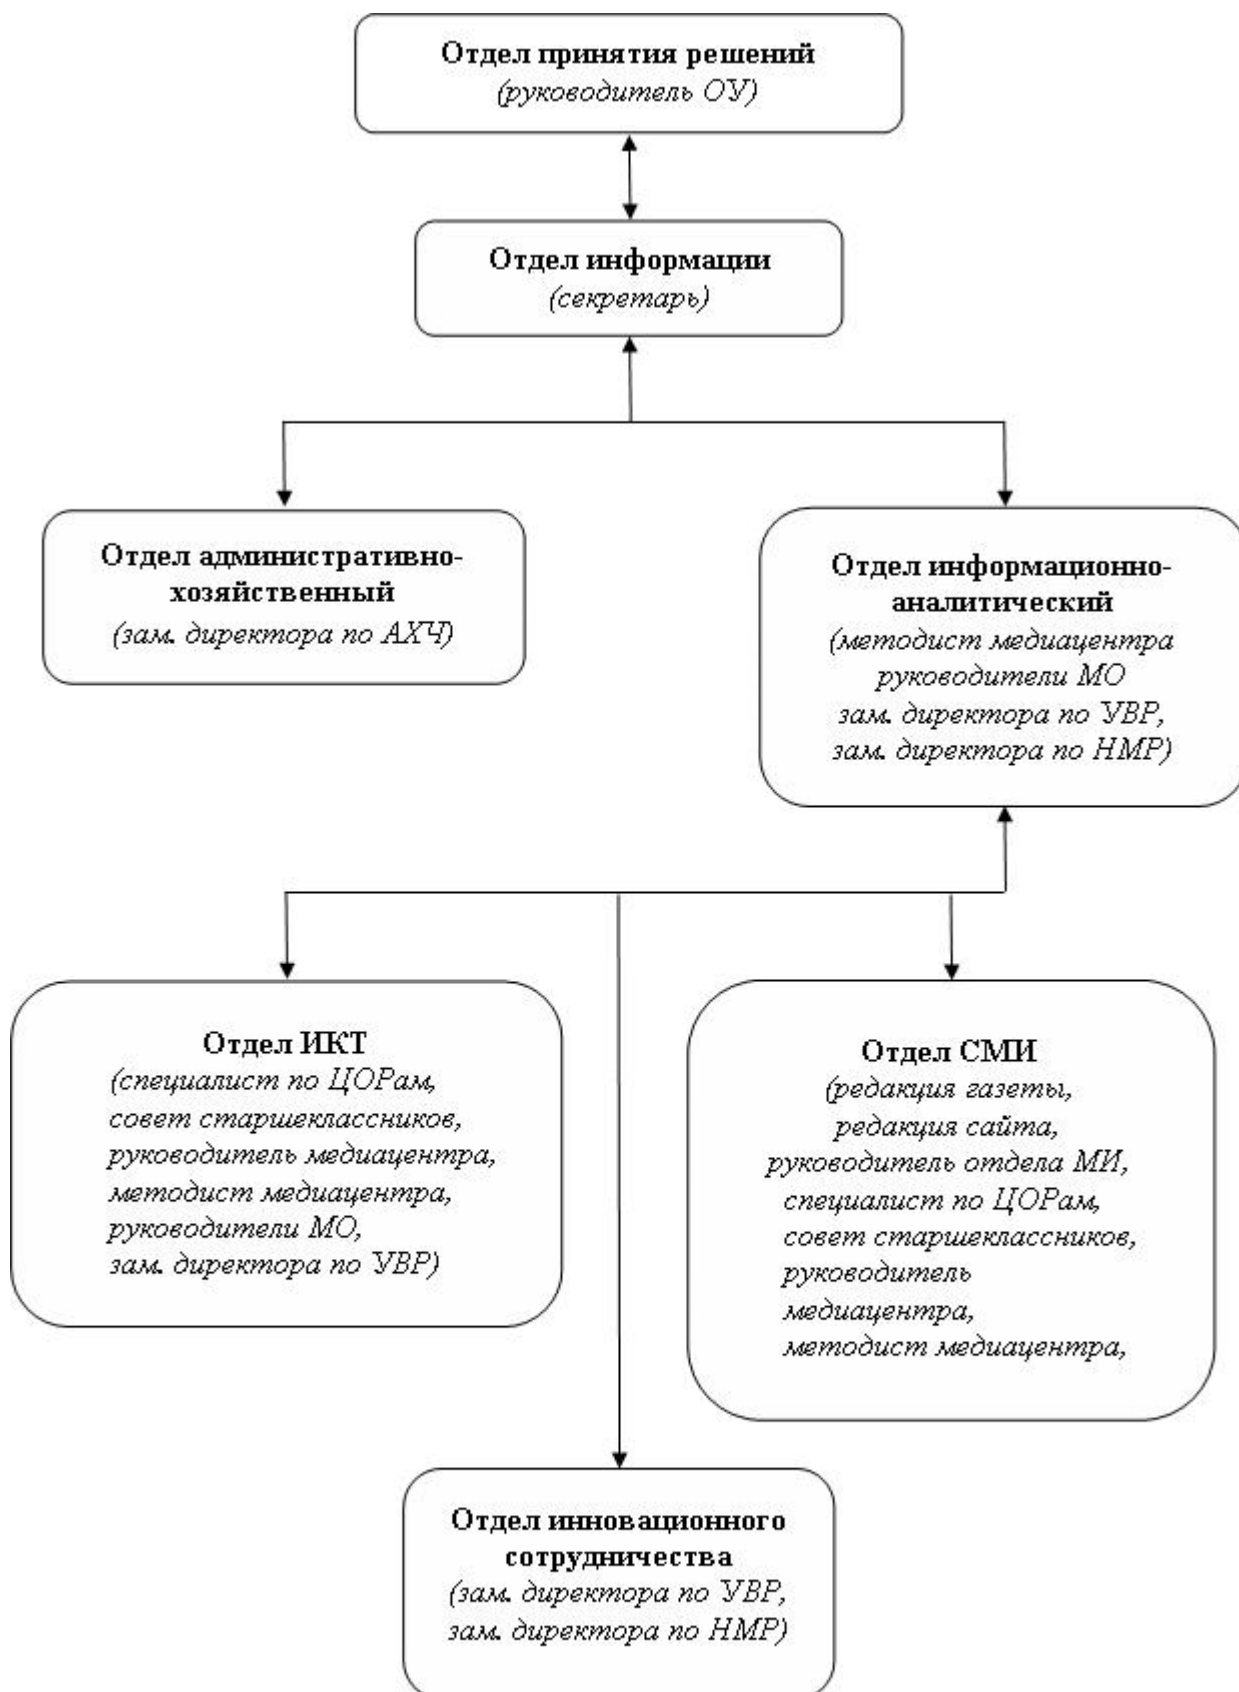 Отдел принятия решений
(руководитель ОУ)
Отдел информации
(секретарь)
Отдел административно-
хозяйственный
(зам. директора по АХЧ)
Отдел информационно-
аналитический
(методист медиацентра
руководители МО
зам. директора по УВР,
зам. директора по НМР)
Отдел ИКТ
(специалист по ЦОРам,
совет старшеклассников,
руководитель медиацентра,
методист медиацентра,
руководители МО,
зам. директора по УВР)
Отдел СМИ
(редакция газеты,
редакция сайта,
руководитель отдела МИ,
специалист по ЦОРам,
совет старшеклассников,
руководитель
медиацентра,
методист медиацентра,
Отдел инновационного
сотрудничества
(зам. директора по УВР,
зам. директора по НМР)